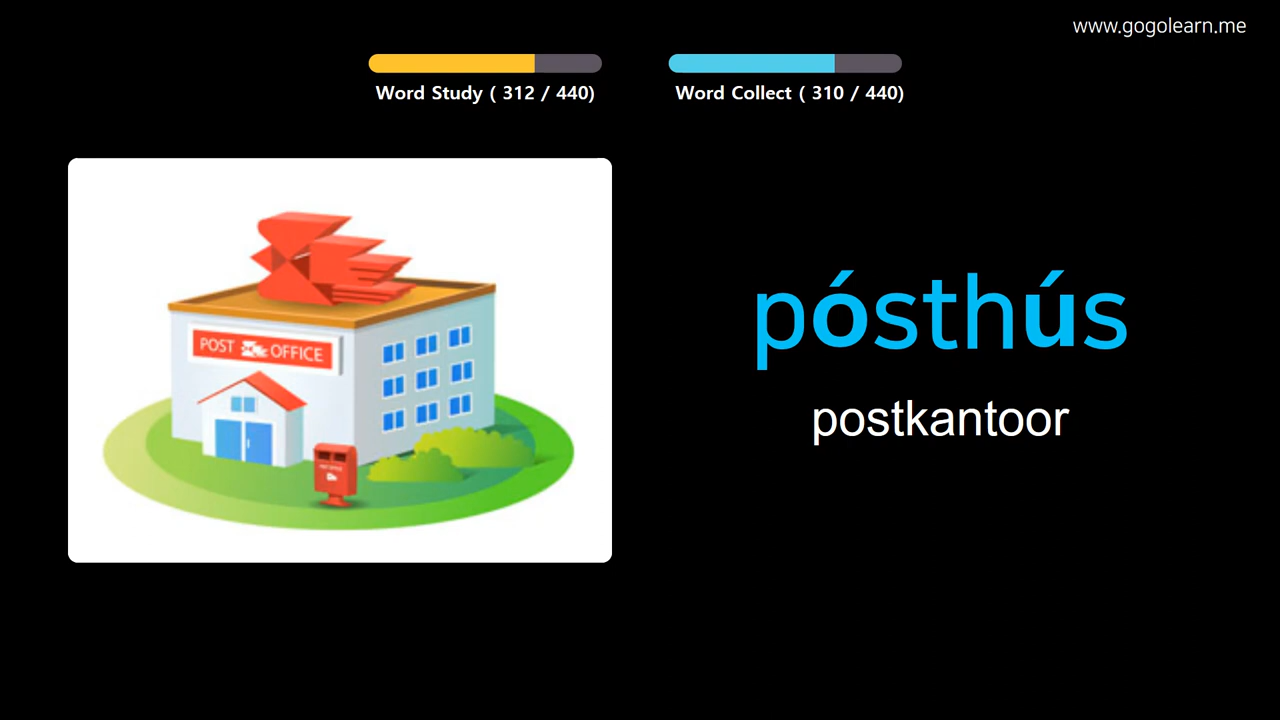 www.gogolearn.me
Word Study ( 312 / 440)
Word Collect ( 310 / 440)
POST OFFICE
pósthús
postkantoor